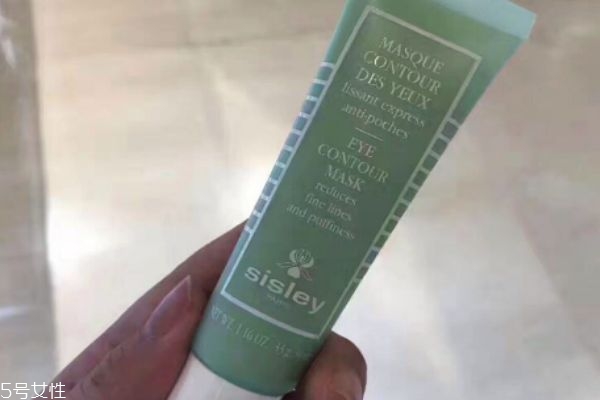 MASQUE
CONTOUR
DES YEUX
lissant express
anti-poches
EYE
CONTOUR
MASK
reduces
fine lines
and puffiness
sisley
PARIS
NET WT. 1.16 OZ. 33 g
5号女性